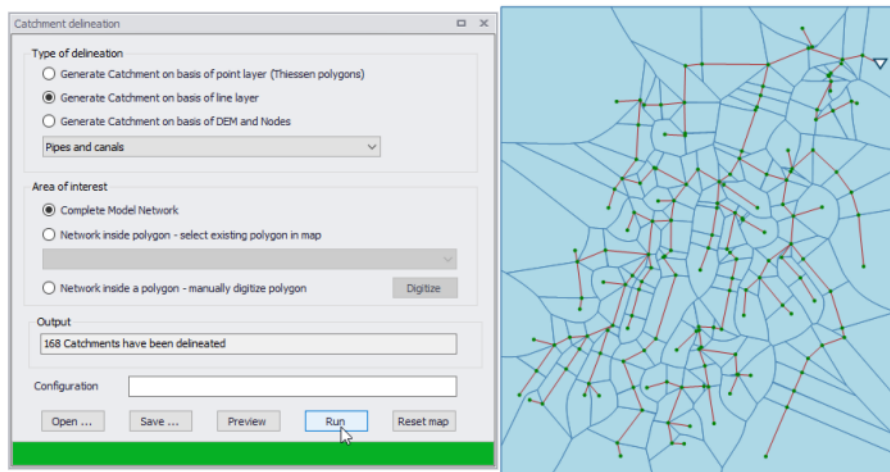 Catchment delineation
Type of delineation
Generate Catchment on basis of point layer (Thiessen polygons)
Generate Catchment on basis of line layer
Generate Catchment on basis of DEM and Nodes
Pipes and canals
Area of interest
Complete Model Network
Network inside polygon - select existing polygon in map
Network inside a polygon - manually digitize polygon Digitize
Output
168 Catchments have been delineated
Configuration
Open ... Save ... Preview Run Reset map